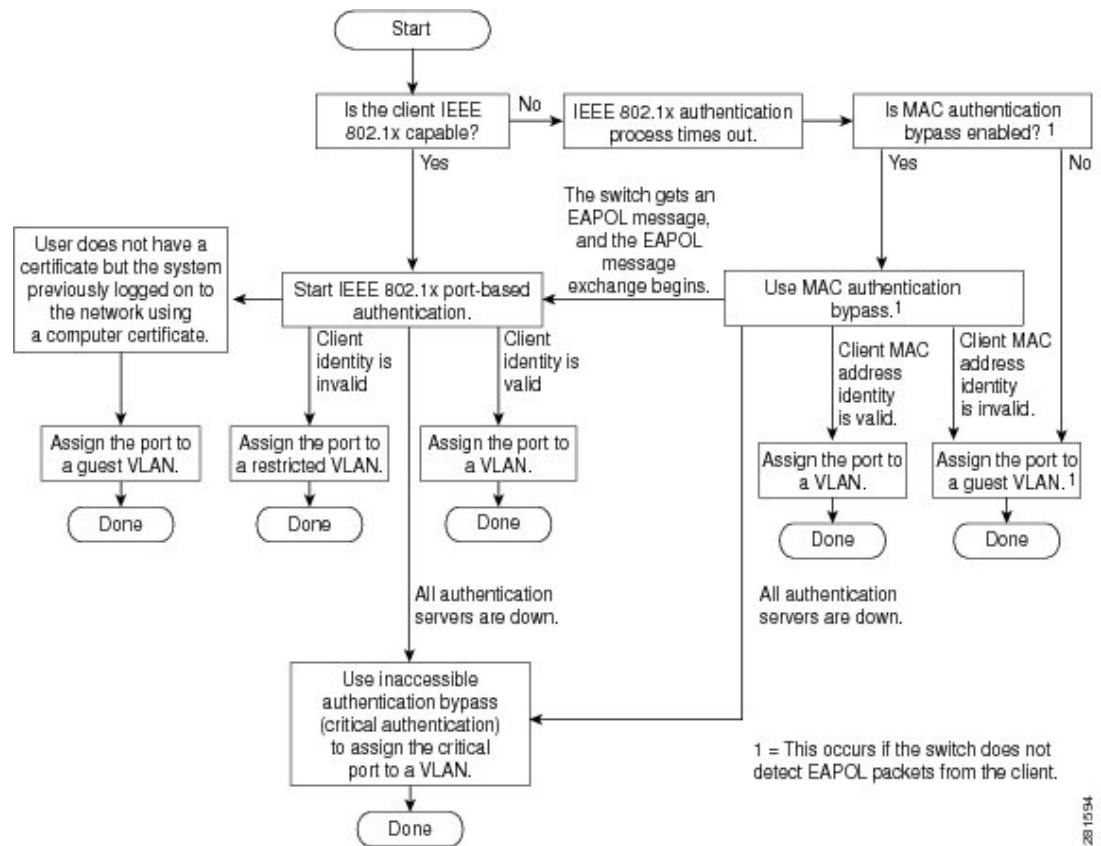 Start
Is the client IEEE
802.1x capable?
No
IEEE 802.1x authentication
process times out.
Is MAC authentication
bypass enabled? 1
Yes
Yes
No
The switch gets an
EAPOL message,
and the EAPOL
message
exchange begins.
User does not have a
certificate but the system
previously logged on to
the network using
a computer certificate.
Start IEEE 802.1x port-based
authentication.
Use MAC authentication
bypass.1
Client
identity is
invalid
Client
identity is
valid
Client MAC
address
identity
is valid.
Client MAC
address
identity
is invalid.
Assign the port to
a guest VLAN.
Assign the port to
a restricted VLAN.
Assign the port to
a VLAN.
Assign the port to
a VLAN.
Assign the port to
a guest VLAN.1
Done
Done
Done
Done
Done
All authentication
servers are down.
All authentication
servers are down.
Use inaccessible
authentication bypass
(critical authentication)
to assign the critical
port to a VLAN.
Done
1 = This occurs if the switch does not
detect EAPOL packets from the client.
281594